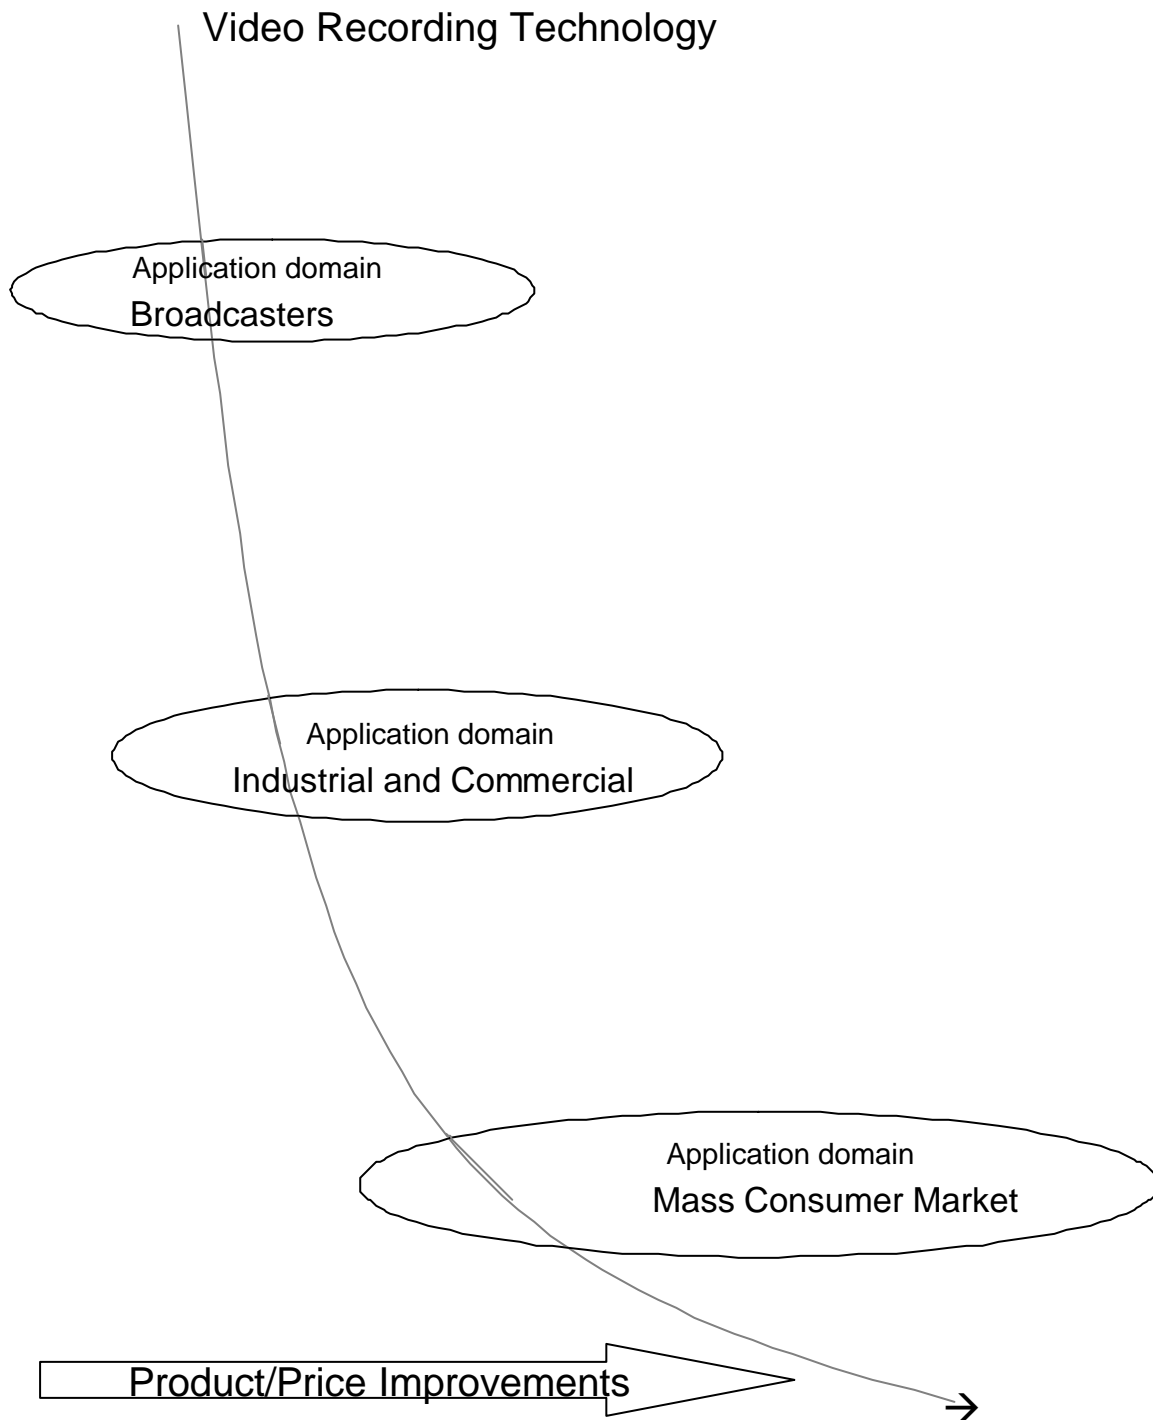 Video Recording Technology
Application domain
Broadcasters
Application domain
Industrial and Commercial
Application domain
Mass Consumer Market
Product/Price Improvements